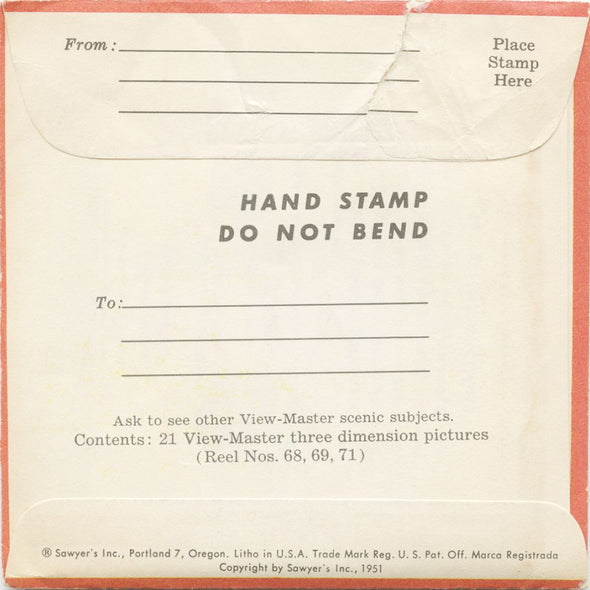 From:
Place
Stamp
Here
HAND STAMP
DO NOT BEND
To:
Ask to see other View-Master scenic subjects.
Contents: 21 View-Master three dimension pictures
(Reel Nos. 68, 69, 71)
® Sawyer's Inc., Portland 7, Oregon. Litho in U.S.A. Trade Mark Reg. U. S. Pat. Off. Marca Registrada
Copyright by Sawyer's Inc., 1951